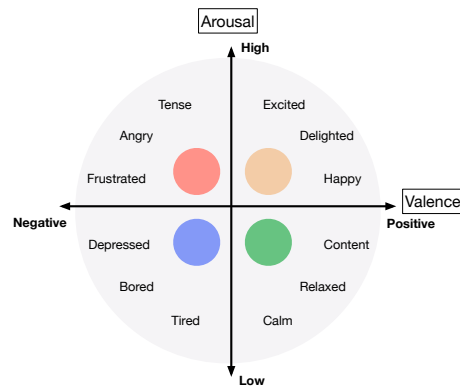 Arousal
High
Tense
Excited
Angry
Delighted
Frustrated
Happy
Valence
Negative
Positive
Depressed
Content
Bored
Relaxed
Tired
Calm
Low